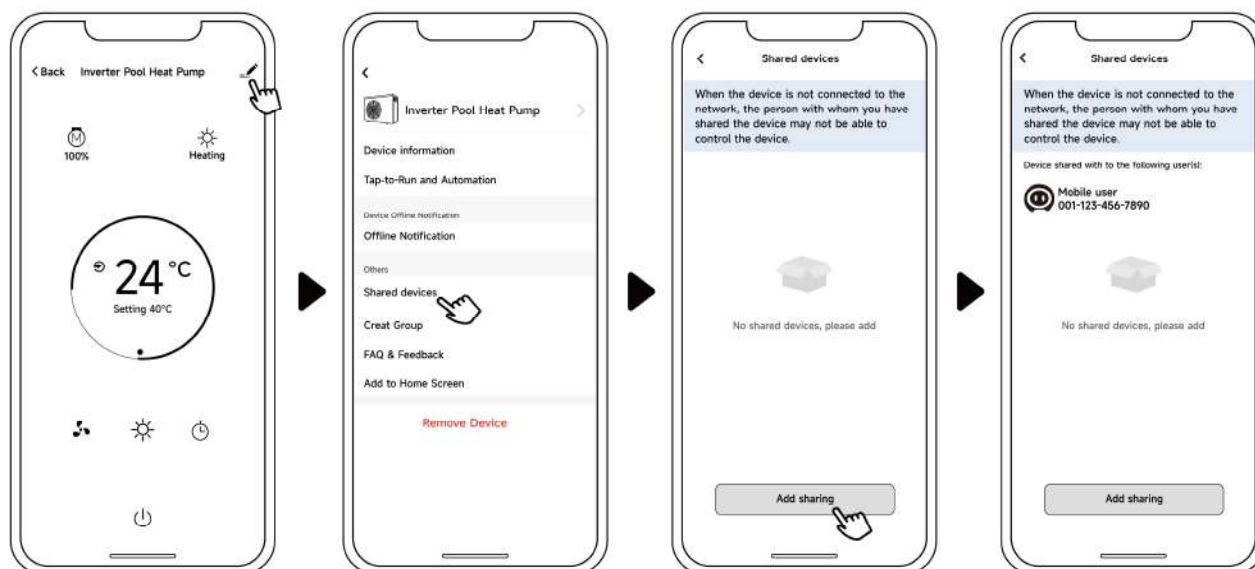 < Back Inverter Pool Heat Pump
M
100%
Heating
24 °C
Setting 40°C
<
Inverter Pool Heat Pump >
Device information
Tap-to-Run and Automation
Device Offline Notification
Offline Notification
Others
Shared devices
Creat Group
FAQ & Feedback
Add to Home Screen
Remove Device
< Shared devices
When the device is not connected to the
network, the person with whom you have
shared the device may not be able to
control the device.
No shared devices, please add
Add sharing
< Shared devices
When the device is not connected to the
network, the person with whom you have
shared the device may not be able to
control the device.
Device shared with to the following user(s):
Mobile user
001-123-456-7890
No shared devices, please add
Add sharing